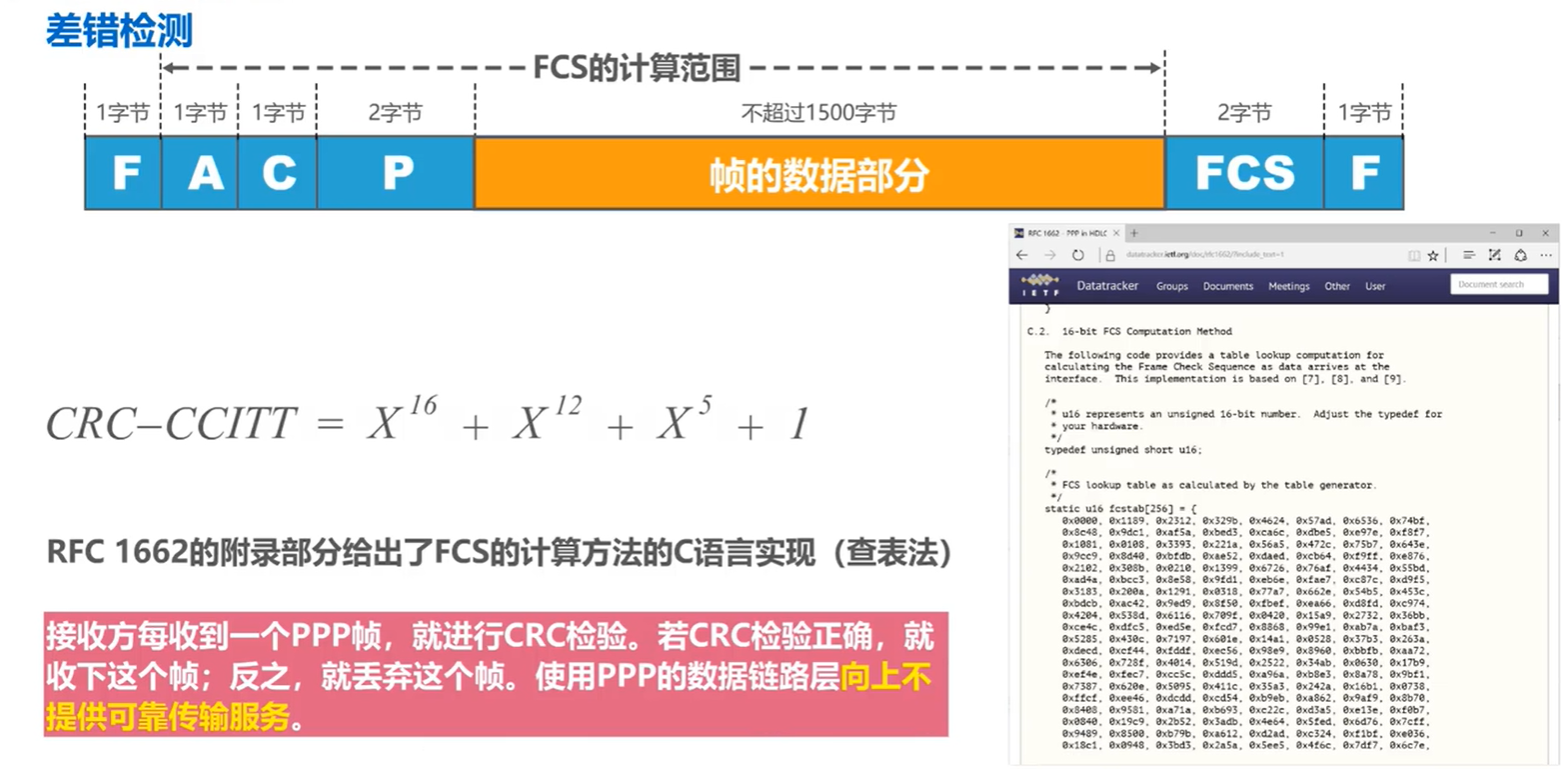 差错检测
FCS的计算范围
1字节 1字节 1字节 2字节 不超过1500字节 2字节 1字节
F A C P 帧的数据部分 FCS F
CRC–CCITT = X^16 + X^12 + X^5 + 1
RFC 1662的附录部分给出了FCS的计算方法的C语言实现（查表法）
接收方每收到一个PPP帧，就进行CRC检验。若CRC检验正确，就
收下这个帧；反之，就丢弃这个帧。使用PPP的数据链路层向上不
提供可靠传输服务。
RFC 1662 - PPP in HDLC
datatracker.ietf.org/doc/rfc1662/?include_text=1
IETF Datatracker Groups Documents Meetings Other User Document search
}
C.2. 16-bit FCS Computation Method
The following code provides a table lookup computation for
calculating the Frame Check Sequence as data arrives at the
interface. This implementation is based on [7], [8], and [9].
/*
* u16 represents an unsigned 16-bit number. Adjust the typedef for
* your hardware.
*/
typedef unsigned short u16;
/*
* FCS lookup table as calculated by the table generator.
*/
static u16 fcstab[256] = {
0x0000, 0x1189, 0x2312, 0x329b, 0x4624, 0x57ad, 0x6536, 0x74bf,
0x8c48, 0x9dc1, 0xaf5a, 0xbed3, 0xca6c, 0xdbe5, 0xe97e, 0xf8f7,
0x1081, 0x0108, 0x3393, 0x221a, 0x56a5, 0x472c, 0x75b7, 0x643e,
0x9cc9, 0x8d40, 0xbfdb, 0xae52, 0xdaed, 0xcb64, 0xf9ff, 0xe876,
0x2102, 0x308b, 0x0210, 0x1399, 0x6726, 0x76af, 0x4434, 0x55bd,
0xad4a, 0xbcc3, 0x8e58, 0x9fd1, 0xeb6e, 0xfae7, 0xc87c, 0xd9f5,
0x3183, 0x200a, 0x1291, 0x0318, 0x77a7, 0x662e, 0x54b5, 0x453c,
0xbdcb, 0xac42, 0x9ed9, 0x8f50, 0xfbef, 0xea66, 0xd8fd, 0xc974,
0x4204, 0x538d, 0x6116, 0x709f, 0x0420, 0x15a9, 0x2732, 0x36bb,
0xce4c, 0xdfc5, 0xed5e, 0xfcd7, 0x8868, 0x99e1, 0xab7a, 0xbaf3,
0x5285, 0x430c, 0x7197, 0x601e, 0x14a1, 0x0528, 0x37b3, 0x263a,
0xdecd, 0xcf44, 0xfddf, 0xec56, 0x98e9, 0x8960, 0xbbfb, 0xaa72,
0x6306, 0x728f, 0x4014, 0x519d, 0x2522, 0x34ab, 0x0630, 0x17b9,
0xef4e, 0xfec7, 0xcc5c, 0xddd5, 0xa96a, 0xb8e3, 0x8a78, 0x9bf1,
0x7387, 0x620e, 0x5095, 0x411c, 0x35a3, 0x242a, 0x16b1, 0x0738,
0xffcf, 0xee46, 0xdcdd, 0xcd54, 0xb9eb, 0xa862, 0x9af9, 0x8b70,
0x8408, 0x9581, 0xa71a, 0xb693, 0xc22c, 0xd3a5, 0xe13e, 0xf0b7,
0x0840, 0x19c9, 0x2b52, 0x3adb, 0x4e64, 0x5fed, 0x6d76, 0x7cff,
0x9489, 0x8500, 0xb79b, 0xa612, 0xd2ad, 0xc324, 0xf1bf, 0xe036,
0x18c1, 0x0948, 0x3bd3, 0x2a5a, 0x5ee5, 0x4f6c, 0x7df7, 0x6c7e,